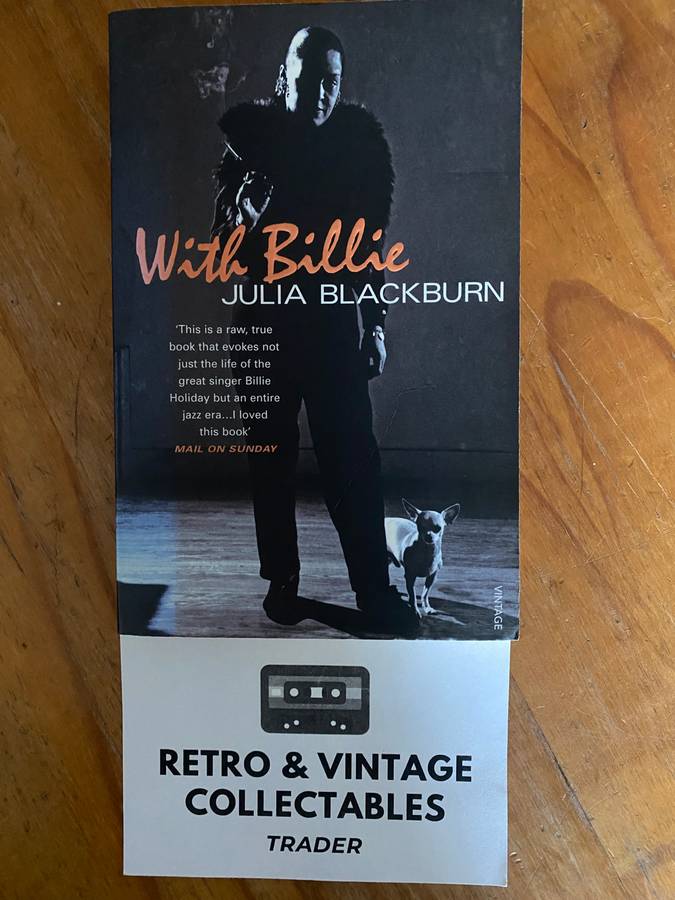 With Billie
JULIA BLACKBURN
‘This is a raw, true
book that evokes not
just the life of the
great singer Billie
Holiday but an entire
jazz era...I loved
this book’
MAIL ON SUNDAY
VINTAGE
RETRO & VINTAGE
COLLECTABLES
TRADER